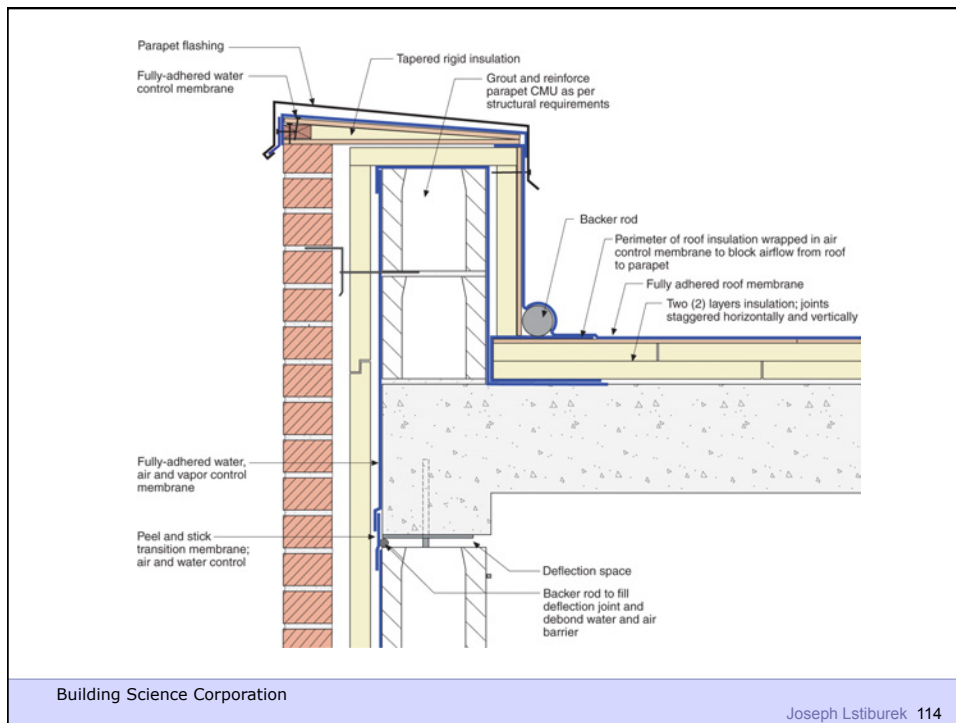 Parapet flashing
Fully-adhered water
control membrane
Tapered rigid insulation
Grout and reinforce
parapet CMU as per
structural requirements
Backer rod
Perimeter of roof insulation wrapped in air
control membrane to block airflow from roof
to parapet
Fully adhered roof membrane
Two (2) layers insulation; joints
staggered horizontally and vertically
Fully-adhered water,
air and vapor control
membrane
Peel and stick
transition membrane;
air and water control
Deflection space
Backer rod to fill
deflection joint and
debond water and air
barrier
Building Science Corporation
Joseph Lstiburek 114